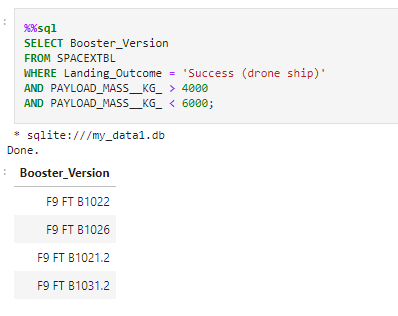 :
%%sql
SELECT Booster_Version
FROM SPACEXTBL
WHERE Landing_Outcome = 'Success (drone ship)'
AND PAYLOAD_MASS__KG_ > 4000
AND PAYLOAD_MASS__KG_ < 6000;
* sqlite:///my_data1.db
Done.
:
Booster_Version
F9 FT B1022
F9 FT B1026
F9 FT B1021.2
F9 FT B1031.2